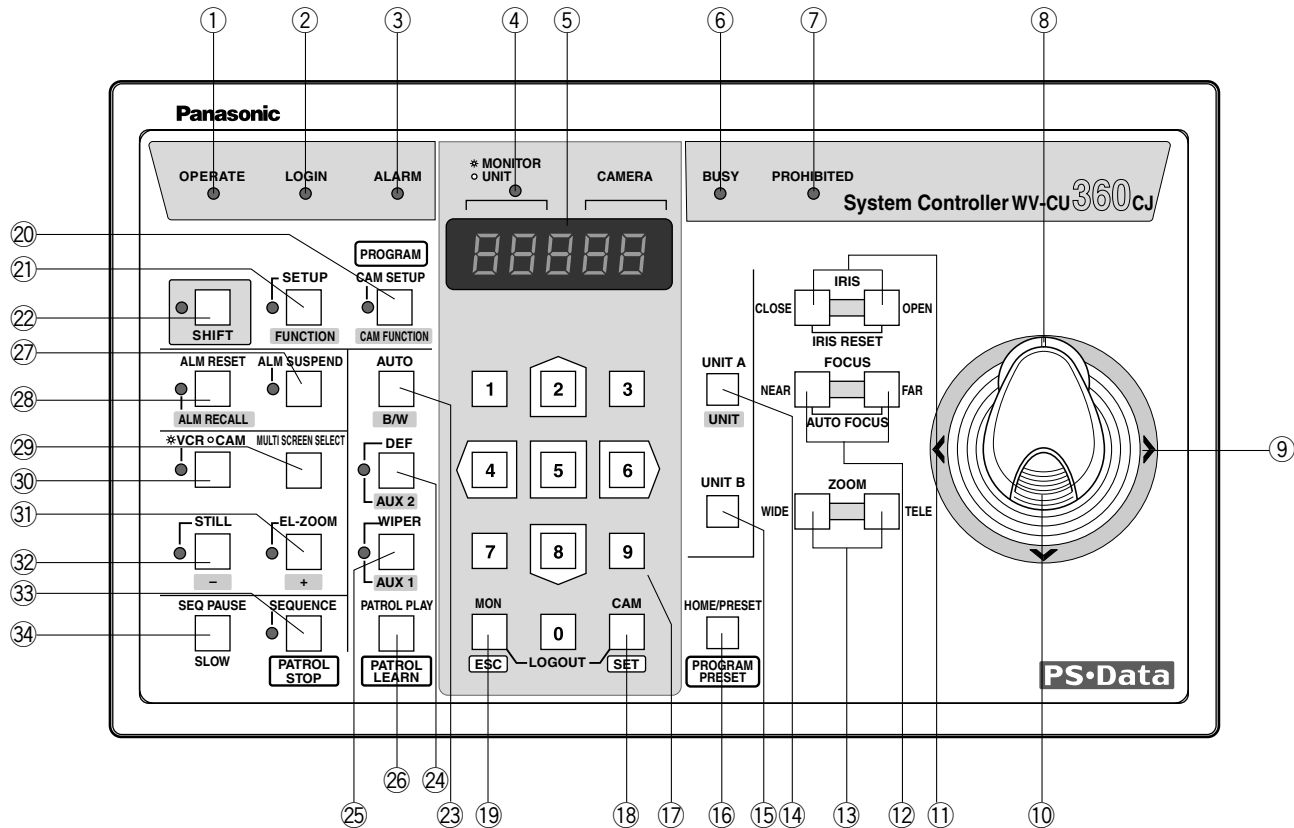 ① ② ③ ④ ⑤ ⑥ ⑦ ⑧
Panasonic
OPERATE LOGIN ALARM
☼ MONITOR
○ UNIT
CAMERA
BUSY PROHIBITED
System Controller WV-CU360CJ
88888
⑳
㉑
㉒
㉗
㉘
㉙
㉚
㉛
㉜
㉝
㉞
PROGRAM
SETUP CAM SETUP
SHIFT FUNCTION CAM FUNCTION
ALM RESET ALM SUSPEND AUTO
ALM RECALL B/W
☼VCR ○CAM MULTI SCREEN SELECT DEF
AUX 2
STILL EL-ZOOM WIPER
− + AUX 1
SEQ PAUSE SEQUENCE PATROL PLAY
SLOW PATROL STOP PATROL LEARN
1 2 3
4 5 6
7 8 9
MON 0 CAM
ESC LOGOUT SET
UNIT A
UNIT
UNIT B
HOME/PRESET
PROGRAM
PRESET
IRIS
CLOSE OPEN
IRIS RESET
FOCUS
NEAR FAR
AUTO FOCUS
ZOOM
WIDE TELE
PS•Data
⑨
㉕ ㉖ ㉔ ㉓ ⑲ ⑱ ⑰ ⑯ ⑮ ⑭ ⑬ ⑫ ⑪ ⑩